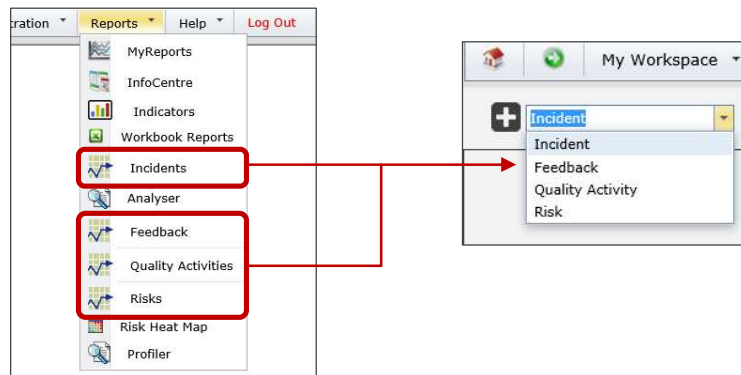 ration Reports Help Log Out
MyReports
InfoCentre
Indicators
Workbook Reports
Incidents
Analyser
Feedback
Quality Activities
Risks
Risk Heat Map
Profiler
My Workspace
Incident
Incident
Feedback
Quality Activity
Risk